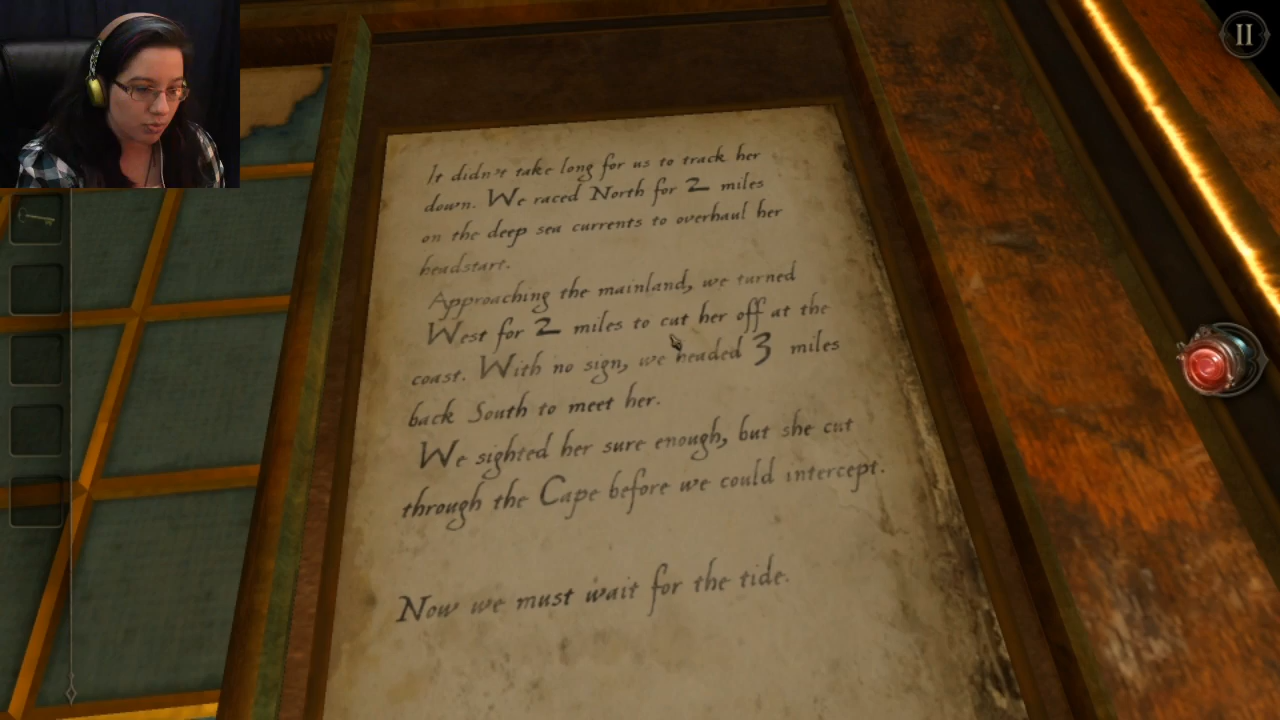 II
It didn't take long for us to track her
down. We raced North for 2 miles
on the deep sea currents to overhaul her
headstart.
Approaching the mainland, we turned
West for 2 miles to cut her off at the
coast. With no sign, we headed 3 miles
back South to meet her.
We sighted her sure enough, but she cut
through the Cape before we could intercept.
Now we must wait for the tide.